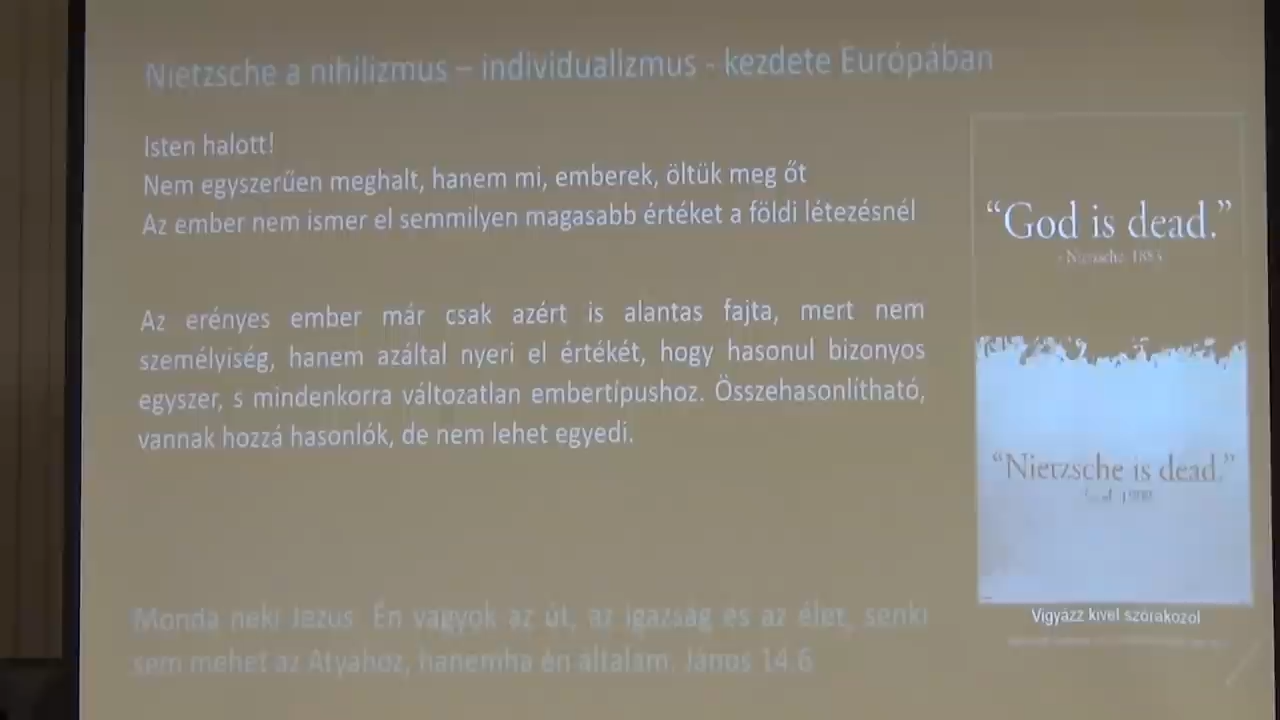 Nietzsche a nihilizmus – individualizmus - kezdete Európában
Isten halott!
Nem egyszerűen meghalt, hanem mi, emberek, öltük meg őt
Az ember nem ismer el semmilyen magasabb értéket a földi létezésnél
Az erényes ember már csak azért is alantas fajta, mert nem
személyiség, hanem azáltal nyeri el értékét, hogy hasonul bizonyos
egyszer, s mindenkorra változatlan embertípushoz. Összehasonlítható,
vannak hozzá hasonlók, de nem lehet egyedi.
Monda neki Jézus: Én vagyok az út, az igazság és az élet, senki
sem mehet az Atyához, hanemha én általam. János 14.6
“God is dead.”
- Nietzsche, 1883
“Nietzsche is dead.”
- God, 1900
Vigyázz kivel szórakozol